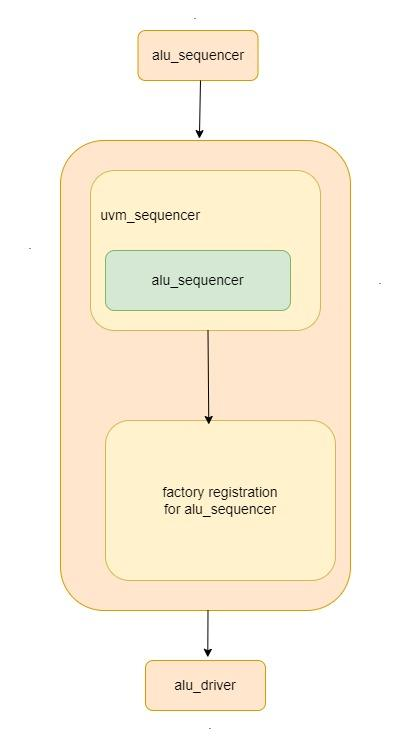 alu_sequencer
uvm_sequencer
alu_sequencer
factory registration
for alu_sequencer
alu_driver